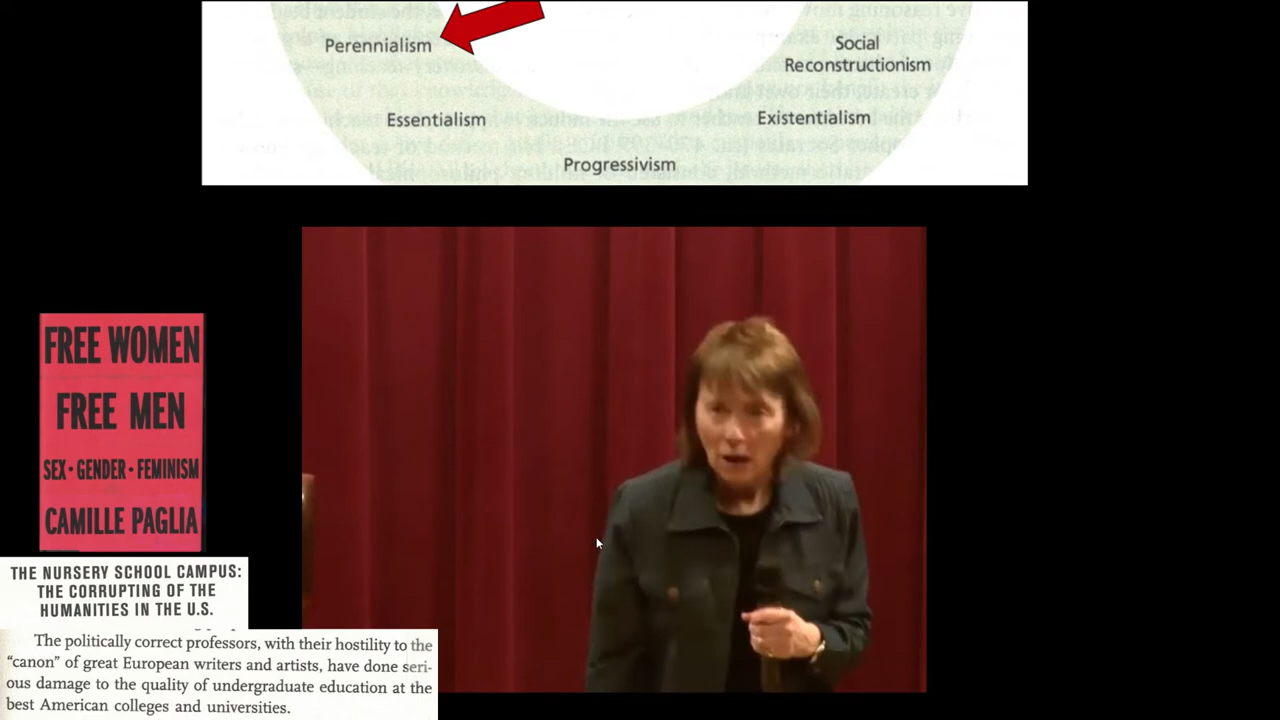 Perennialism
Social
Reconstructionism
Essentialism
Existentialism
Progressivism
FREE WOMEN
FREE MEN
SEX • GENDER • FEMINISM
CAMILLE PAGLIA
THE NURSERY SCHOOL CAMPUS:
THE CORRUPTING OF THE
HUMANITIES IN THE U.S.
The politically correct professors, with their hostility to the
“canon” of great European writers and artists, have done seri-
ous damage to the quality of undergraduate education at the
best American colleges and universities.